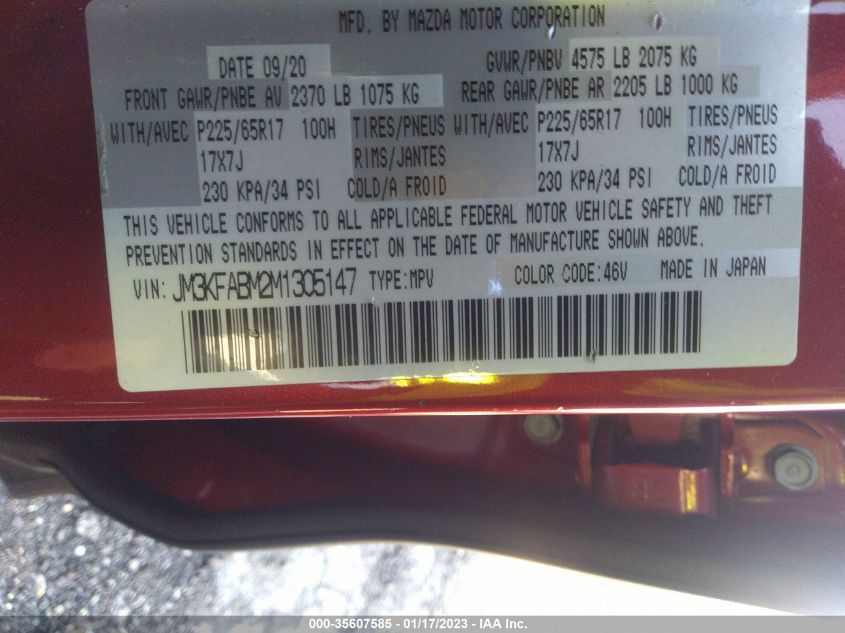 MFD. BY MAZDA MOTOR CORPORATION
DATE 09/20 GVWR/PNBV 4575 LB 2075 KG
FRONT GAWR/PNBE AV 2370 LB 1075 KG REAR GAWR/PNBE AR 2205 LB 1000 KG
WITH/AVEC P225/65R17 100H TIRES/PNEUS WITH/AVEC P225/65R17 100H TIRES/PNEUS
17X7J RIMS/JANTES 17X7J RIMS/JANTES
230 KPA/34 PSI COLD/A FROID 230 KPA/34 PSI COLD/A FROID
THIS VEHICLE CONFORMS TO ALL APPLICABLE FEDERAL MOTOR VEHICLE SAFETY AND THEFT
PREVENTION STANDARDS IN EFFECT ON THE DATE OF MANUFACTURE SHOWN ABOVE.
VIN: JM3KFABM2M1305147 TYPE:MPV COLOR CODE:46V MADE IN JAPAN
000-35607585 - 01/17/2023 - IAA Inc.